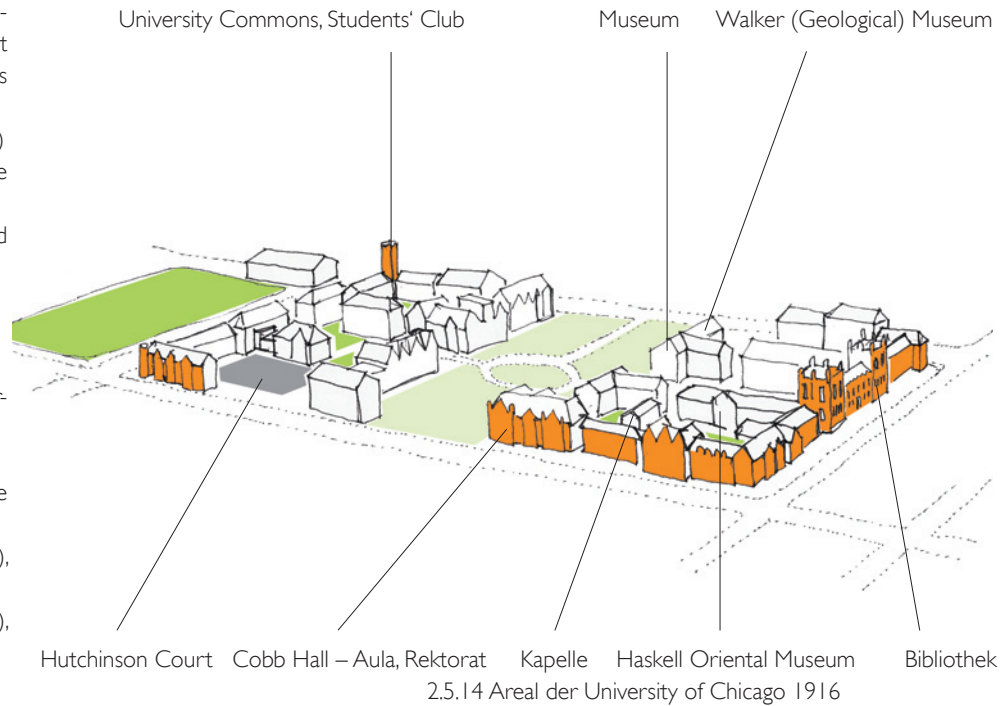 University Commons, Students‘ Club Museum Walker (Geological) Museum
-
t
s
)
e
d
-
e
),
),
Hutchinson Court Cobb Hall – Aula, Rektorat Kapelle Haskell Oriental Museum Bibliothek
2.5.14 Areal der University of Chicago 1916